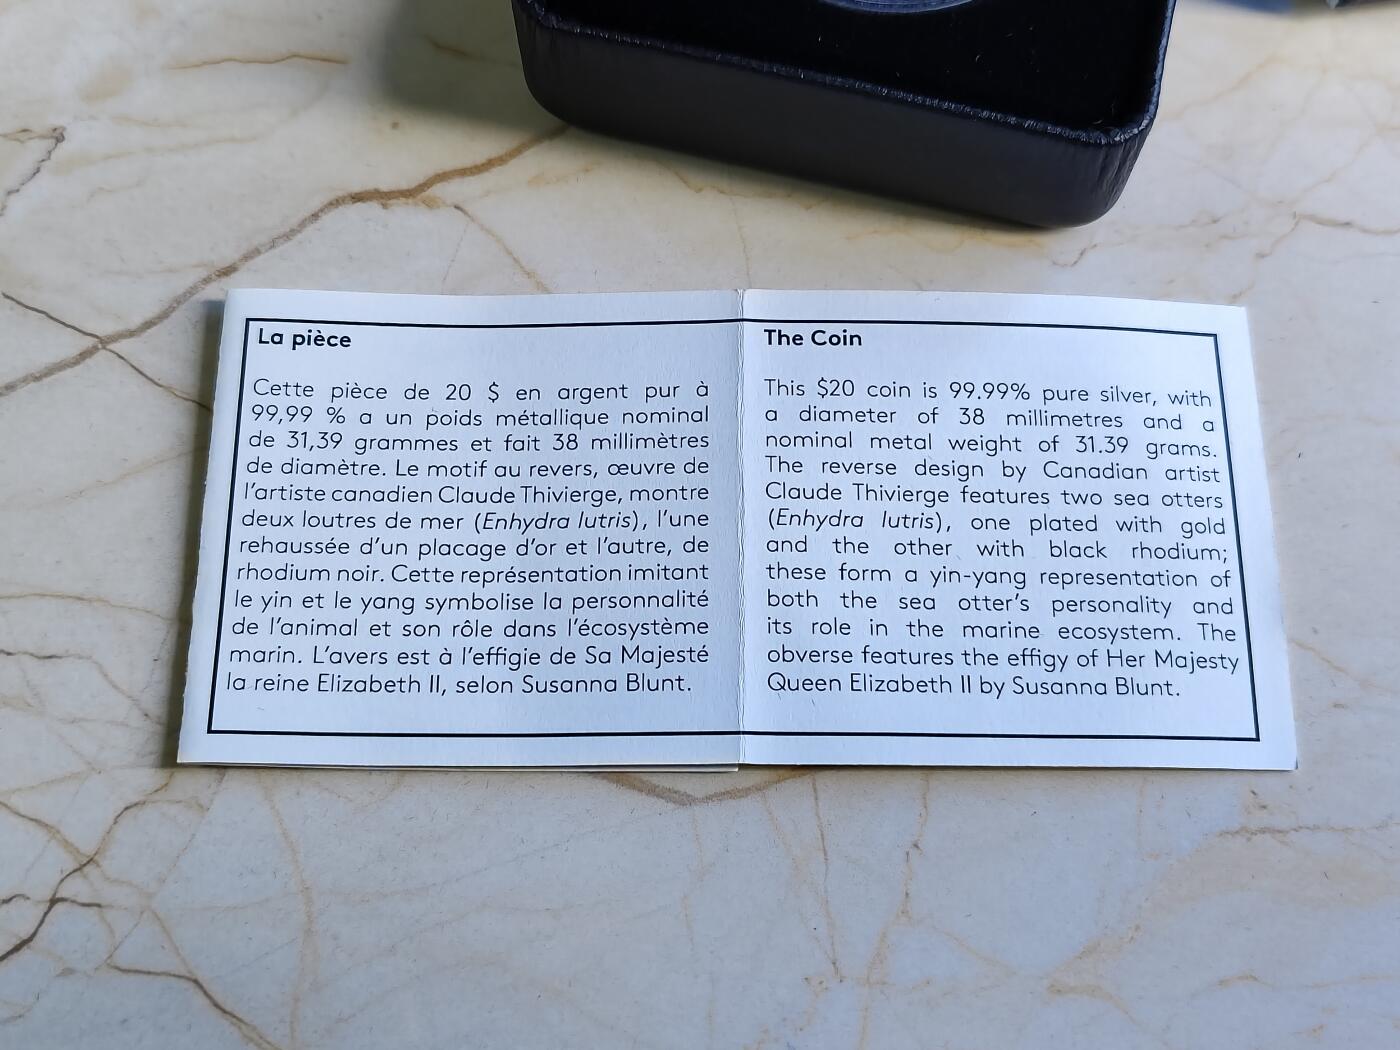 La pièce
Cette pièce de 20 $ en argent pur à
99,99 % a un poids métallique nominal
de 31,39 grammes et fait 38 millimètres
de diamètre. Le motif au revers, œuvre de
l'artiste canadien Claude Thivierge, montre
deux loutres de mer (Enhydra lutris), l'une
rehaussée d'un placage d'or et l'autre, de
rhodium noir. Cette représentation imitant
le yin et le yang symbolise la personnalité
de l'animal et son rôle dans l'écosystème
marin. L'avers est à l'effigie de Sa Majesté
la reine Elizabeth II, selon Susanna Blunt.
The Coin
This $20 coin is 99.99% pure silver, with
a diameter of 38 millimetres and a
nominal metal weight of 31.39 grams.
The reverse design by Canadian artist
Claude Thivierge features two sea otters
(Enhydra lutris), one plated with gold
and the other with black rhodium;
these form a yin-yang representation of
both the sea otter's personality and
its role in the marine ecosystem. The
obverse features the effigy of Her Majesty
Queen Elizabeth II by Susanna Blunt.